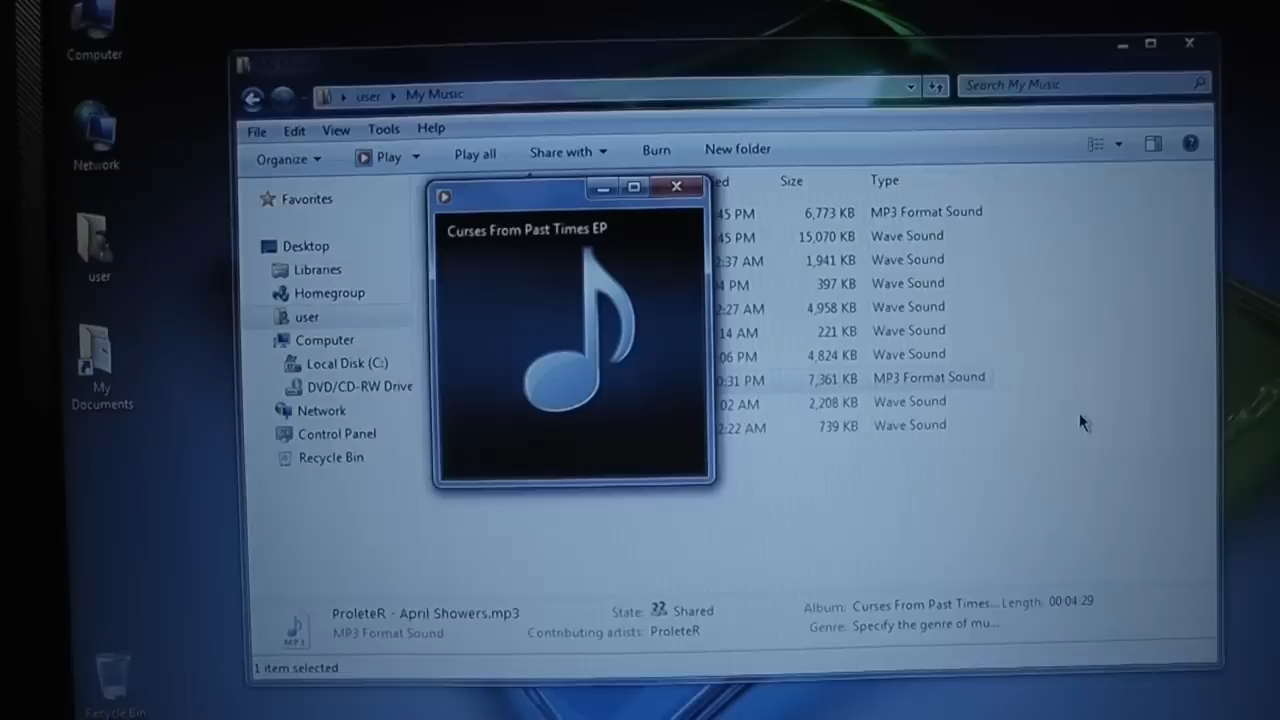 Computer
Network
user
My
Documents
Recycle Bin
user ▸ My Music
Search My Music
File Edit View Tools Help
Organize Play Play all Share with Burn New folder
Favorites
Desktop
Libraries
Homegroup
user
Computer
Local Disk (C:)
DVD/CD-RW Drive
Network
Control Panel
Recycle Bin
Curses From Past Times EP
ed Size Type
45 PM 6,773 KB MP3 Format Sound
45 PM 15,070 KB Wave Sound
2:37 AM 1,941 KB Wave Sound
4 PM 397 KB Wave Sound
2:27 AM 4,958 KB Wave Sound
14 AM 221 KB Wave Sound
06 PM 4,824 KB Wave Sound
0:31 PM 7,361 KB MP3 Format Sound
02 AM 2,208 KB Wave Sound
2:22 AM 739 KB Wave Sound
MP3
ProleteR - April Showers.mp3 State: Shared Album: Curses From Past Times... Length: 00:04:29
MP3 Format Sound Contributing artists: ProleteR Genre: Specify the genre of mu...
1 item selected